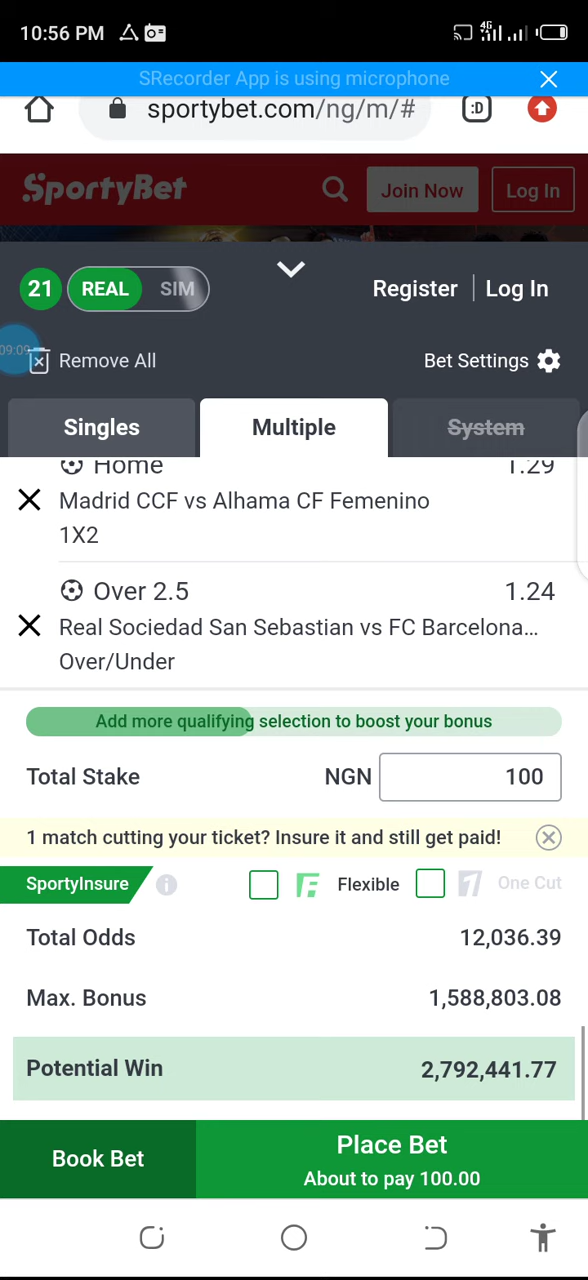 10:56 PM 4G
SRecorder App is using microphone
sportybet.com/ng/m/# :D
SportyBet Join Now Log In
21 REAL SIM Register Log In
09:09 Remove All Bet Settings
Singles Multiple System
Home 1.29
Madrid CCF vs Alhama CF Femenino
1X2
Over 2.5 1.24
Real Sociedad San Sebastian vs FC Barcelona...
Over/Under
Add more qualifying selection to boost your bonus
Total Stake NGN 100
1 match cutting your ticket? Insure it and still get paid!
SportyInsure i Flexible 1 One Cut
Total Odds 12,036.39
Max. Bonus 1,588,803.08
Potential Win 2,792,441.77
Book Bet Place Bet
About to pay 100.00